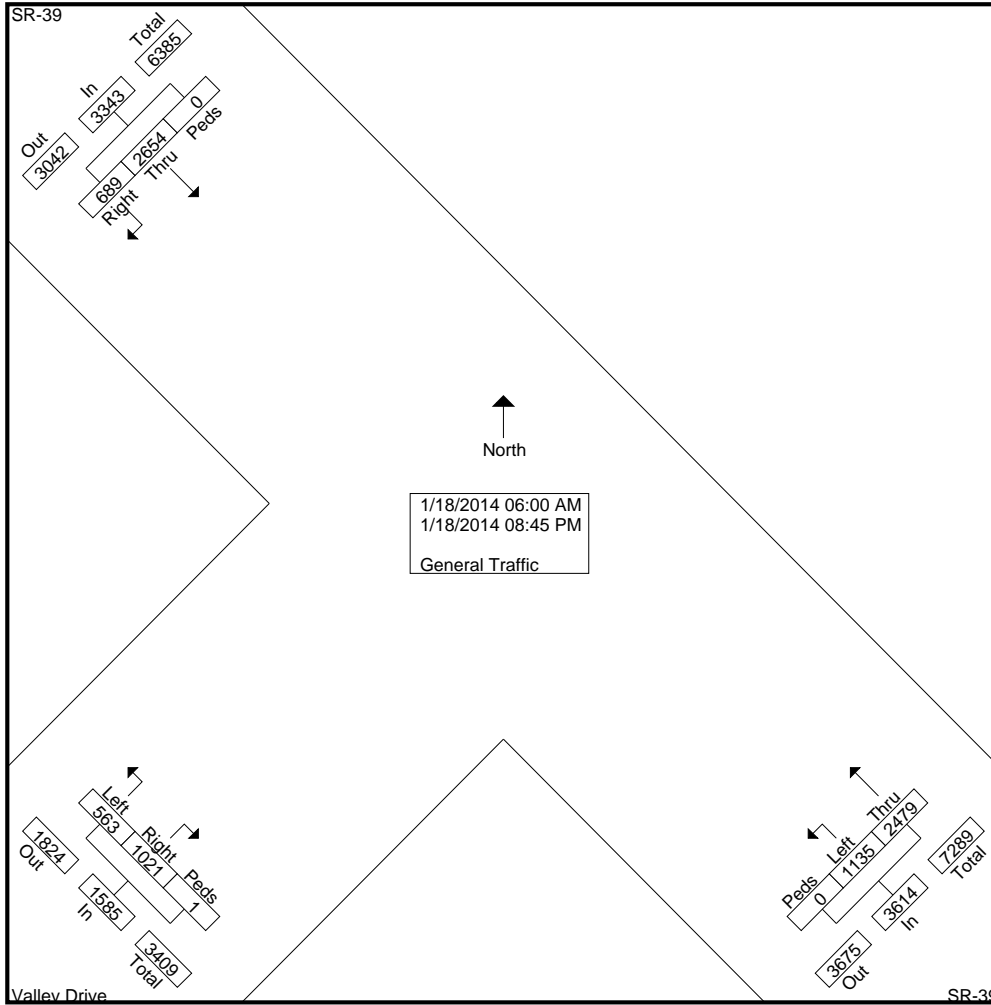 SR-39
Out
In
Total
3042
3343
6385
689
2654
0
Right
Thru
Peds
North
1/18/2014 06:00 AM
1/18/2014 08:45 PM
General Traffic
Left
Right
Peds
563
1021
1
1824
1585
3409
Out
In
Total
Valley Drive
Peds
Left
Thru
0
1135
2479
3675
3614
7289
Out
In
Total
SR-39